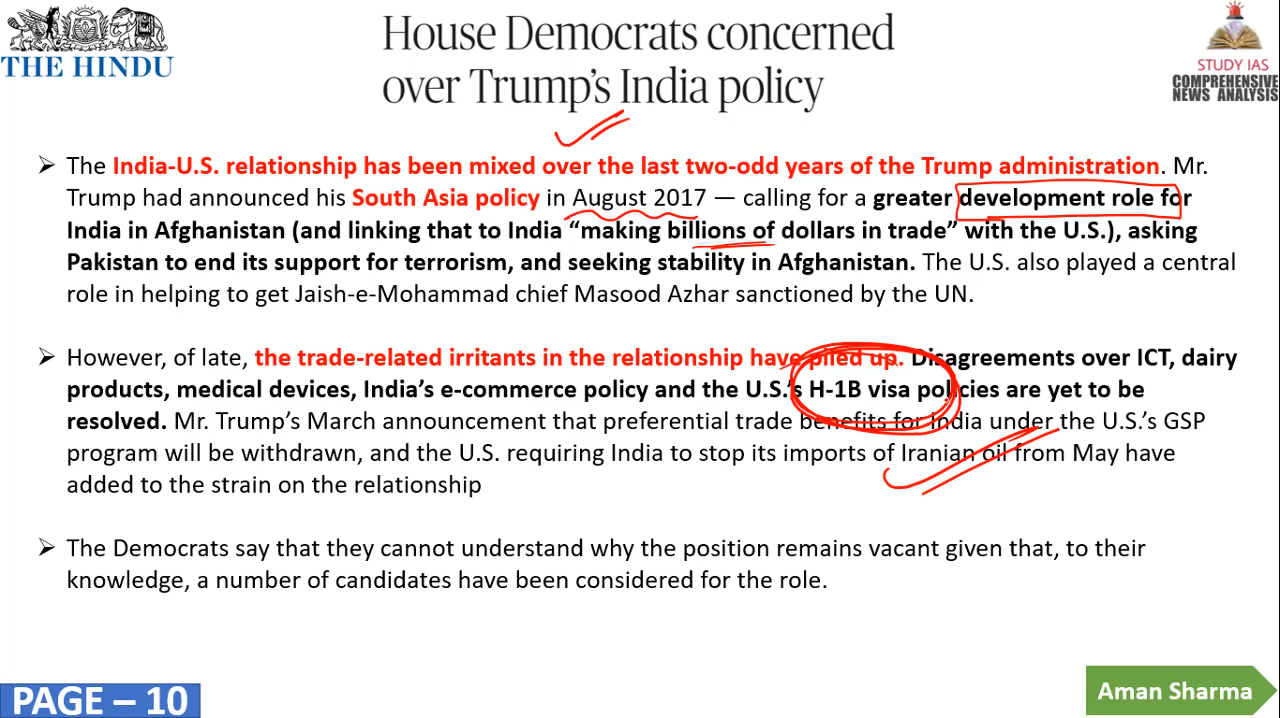 THE HINDU
House Democrats concerned
over Trump's India policy
STUDY IAS
COMPREHENSIVE
NEWS ANALYSIS
➢ The India-U.S. relationship has been mixed over the last two-odd years of the Trump administration. Mr.
Trump had announced his South Asia policy in August 2017 — calling for a greater development role for
India in Afghanistan (and linking that to India “making billions of dollars in trade” with the U.S.), asking
Pakistan to end its support for terrorism, and seeking stability in Afghanistan. The U.S. also played a central
role in helping to get Jaish-e-Mohammad chief Masood Azhar sanctioned by the UN.
➢ However, of late, the trade-related irritants in the relationship have piled up. Disagreements over ICT, dairy
products, medical devices, India’s e-commerce policy and the U.S.’s H-1B visa policies are yet to be
resolved. Mr. Trump’s March announcement that preferential trade benefits for India under the U.S.’s GSP
program will be withdrawn, and the U.S. requiring India to stop its imports of Iranian oil from May have
added to the strain on the relationship
➢ The Democrats say that they cannot understand why the position remains vacant given that, to their
knowledge, a number of candidates have been considered for the role.
PAGE – 10
Aman Sharma